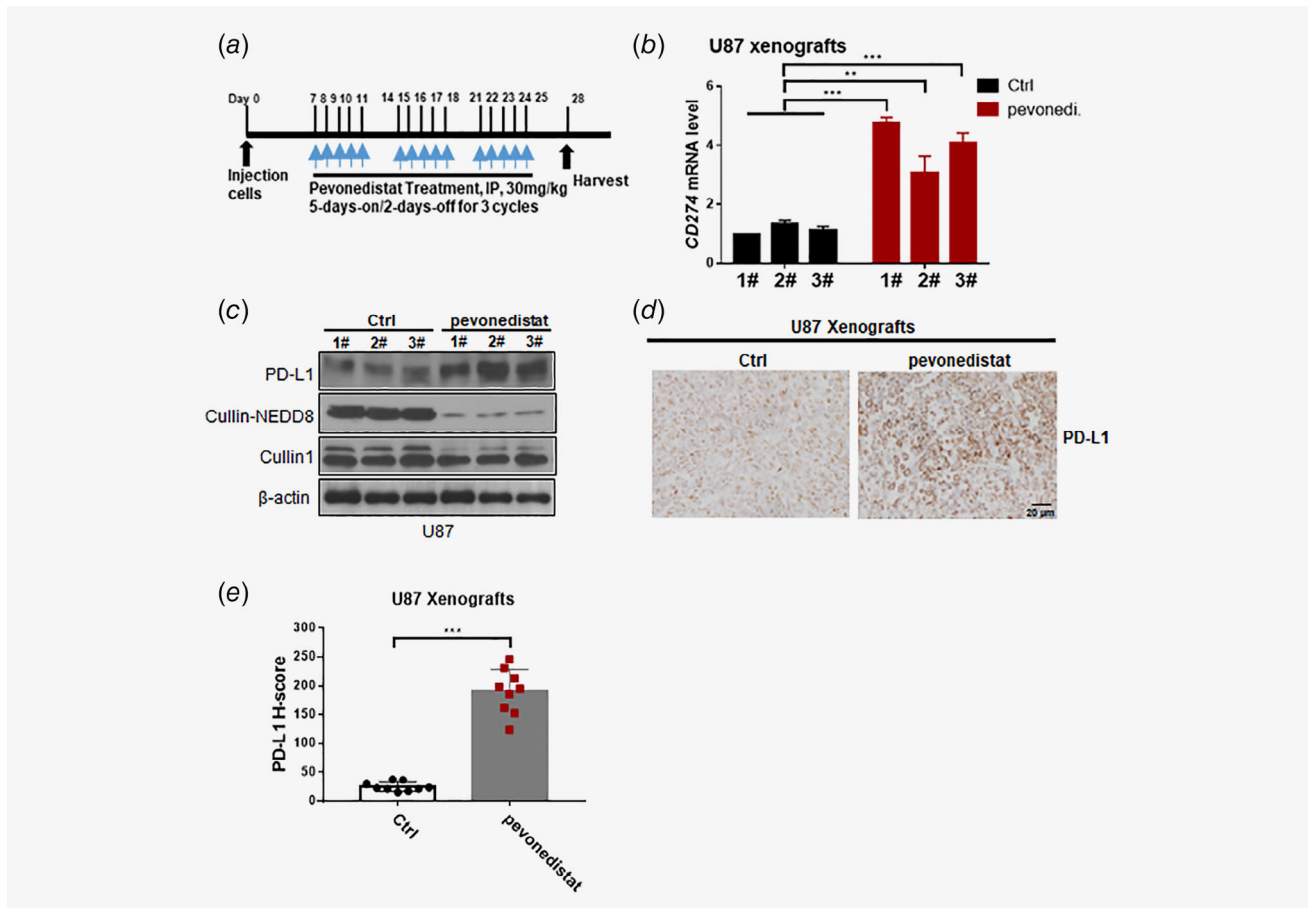 (a)
Day 0 7 8 9 10 11 14 15 16 17 18 21 22 23 24 25 28
Injection
cells
Pevonedistat Treatment, IP, 30mg/kg
5-days-on/2-days-off for 3 cycles
Harvest
(b)
U87 xenografts
***
**
***
Ctrl
pevonedi.
CD274 mRNA level
6
4
2
0
1# 2# 3# 1# 2# 3#
(c)
Ctrl pevonedistat
1# 2# 3# 1# 2# 3#
PD-L1
Cullin-NEDD8
Cullin1
β-actin
U87
(d)
U87 Xenografts
Ctrl pevonedistat
PD-L1
20 µm
(e)
U87 Xenografts
***
PD-L1 H-score
300
250
200
150
100
50
0
Ctrl
pevonedistat